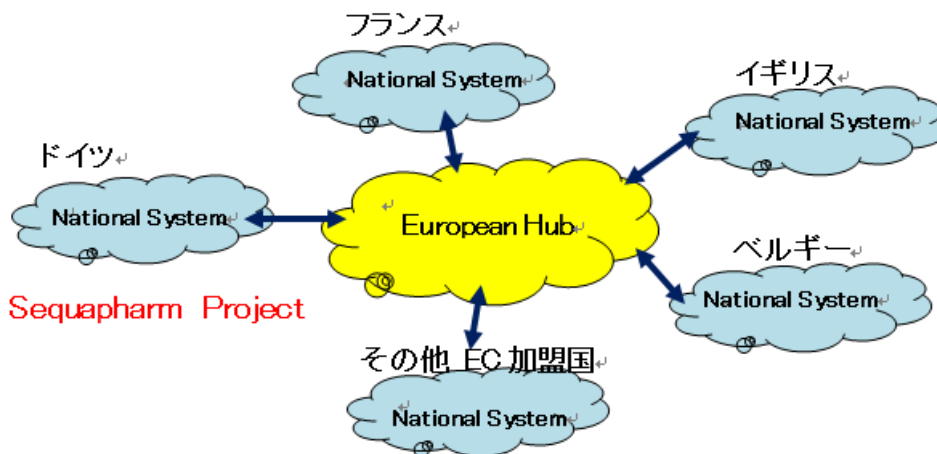 フランス
National System
イギリス
National System
ドイツ
National System
European Hub
ベルギー
National System
Sequapharm Project
その他 EC 加盟国
National System